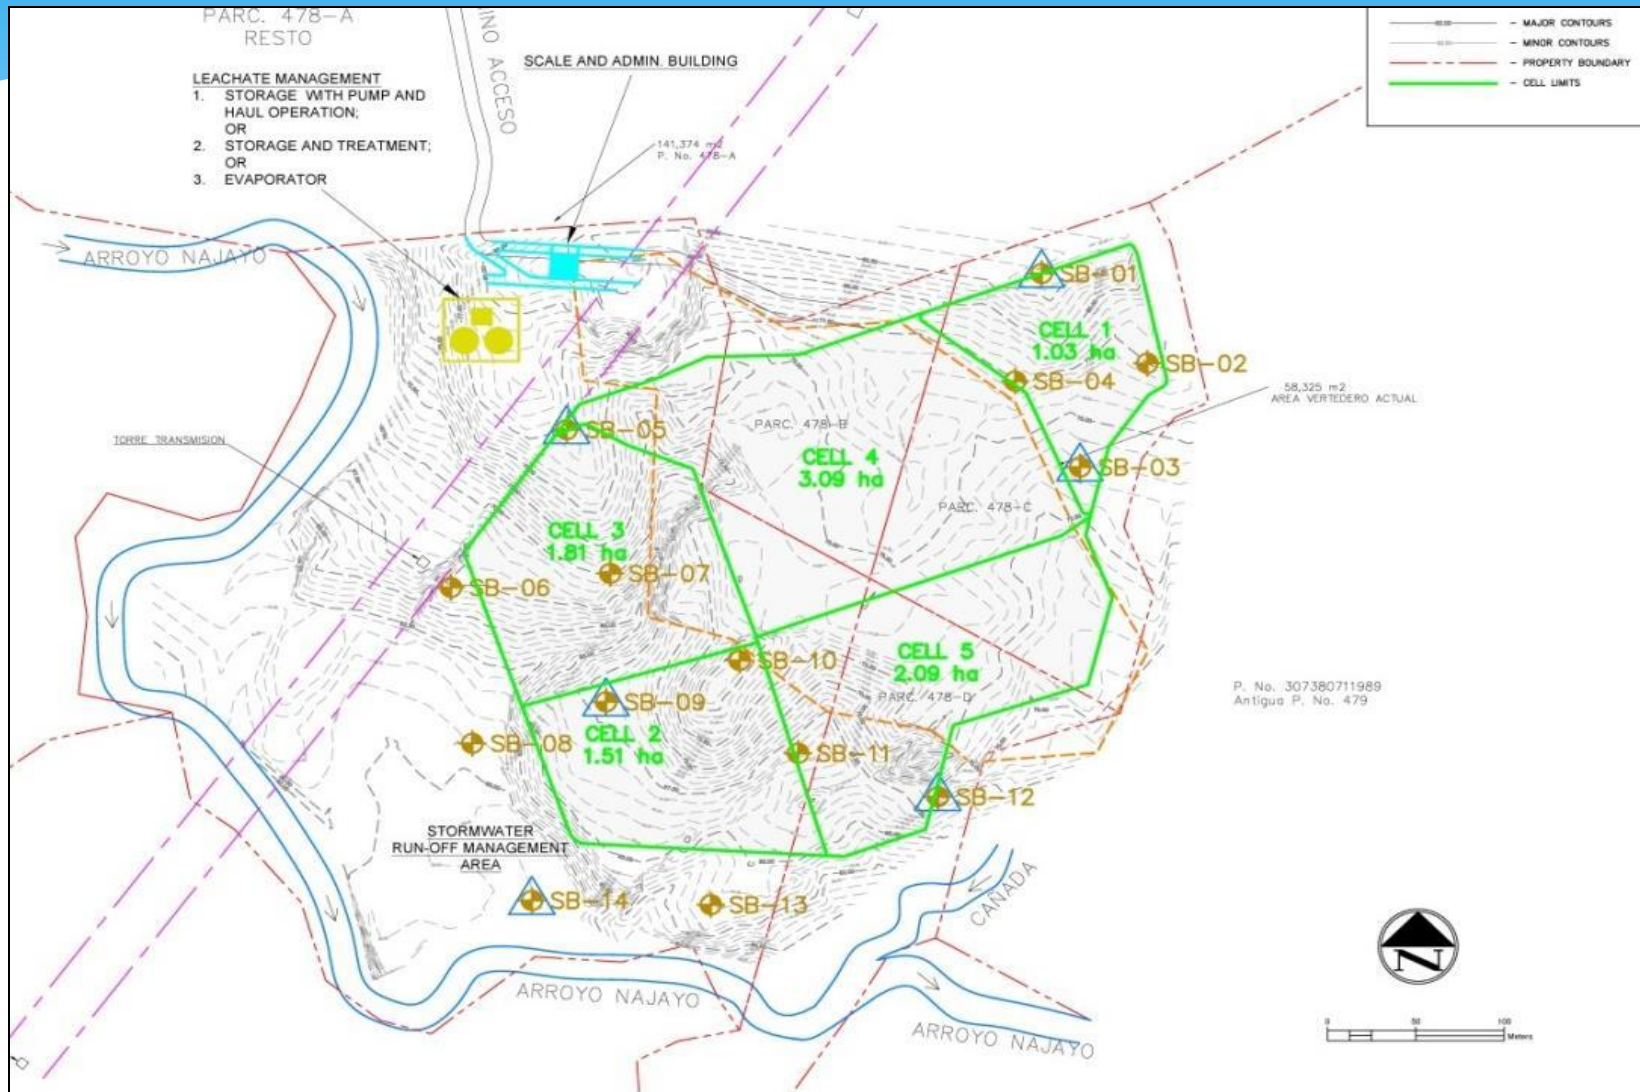 PARC. 478-A
RESTO
LEACHATE MANAGEMENT
1. STORAGE WITH PUMP AND
HAUL OPERATION;
OR
2. STORAGE AND TREATMENT;
OR
3. EVAPORATOR
INO ACCESO
SCALE AND ADMIN. BUILDING
141,374 m2
P. No. 478-A
- MAJOR CONTOURS
- MINOR CONTOURS
- PROPERTY BOUNDARY
- CELL LIMITS
ARROYO NAJAYO
SB-01
CELL 1
1.03 ha
SB-02
SB-04
58,325 m2
AREA VERTEDERO ACTUAL
TORRE TRANSMISION
SB-05
PARC. 478-B
CELL 4
3.09 ha
SB-03
PARC. 478-C
CELL 3
1.81 ha
SB-06
SB-07
SB-10
CELL 5
2.09 ha
PARC. 478-D
P. No. 307380711989
Antigua P. No. 479
SB-09
SB-08
CELL 2
1.51 ha
SB-11
SB-12
STORMWATER
RUN-OFF MANAGEMENT
AREA
SB-14
SB-13
CAÑADA
ARROYO NAJAYO
ARROYO NAJAYO
N
0 50 100
Meters